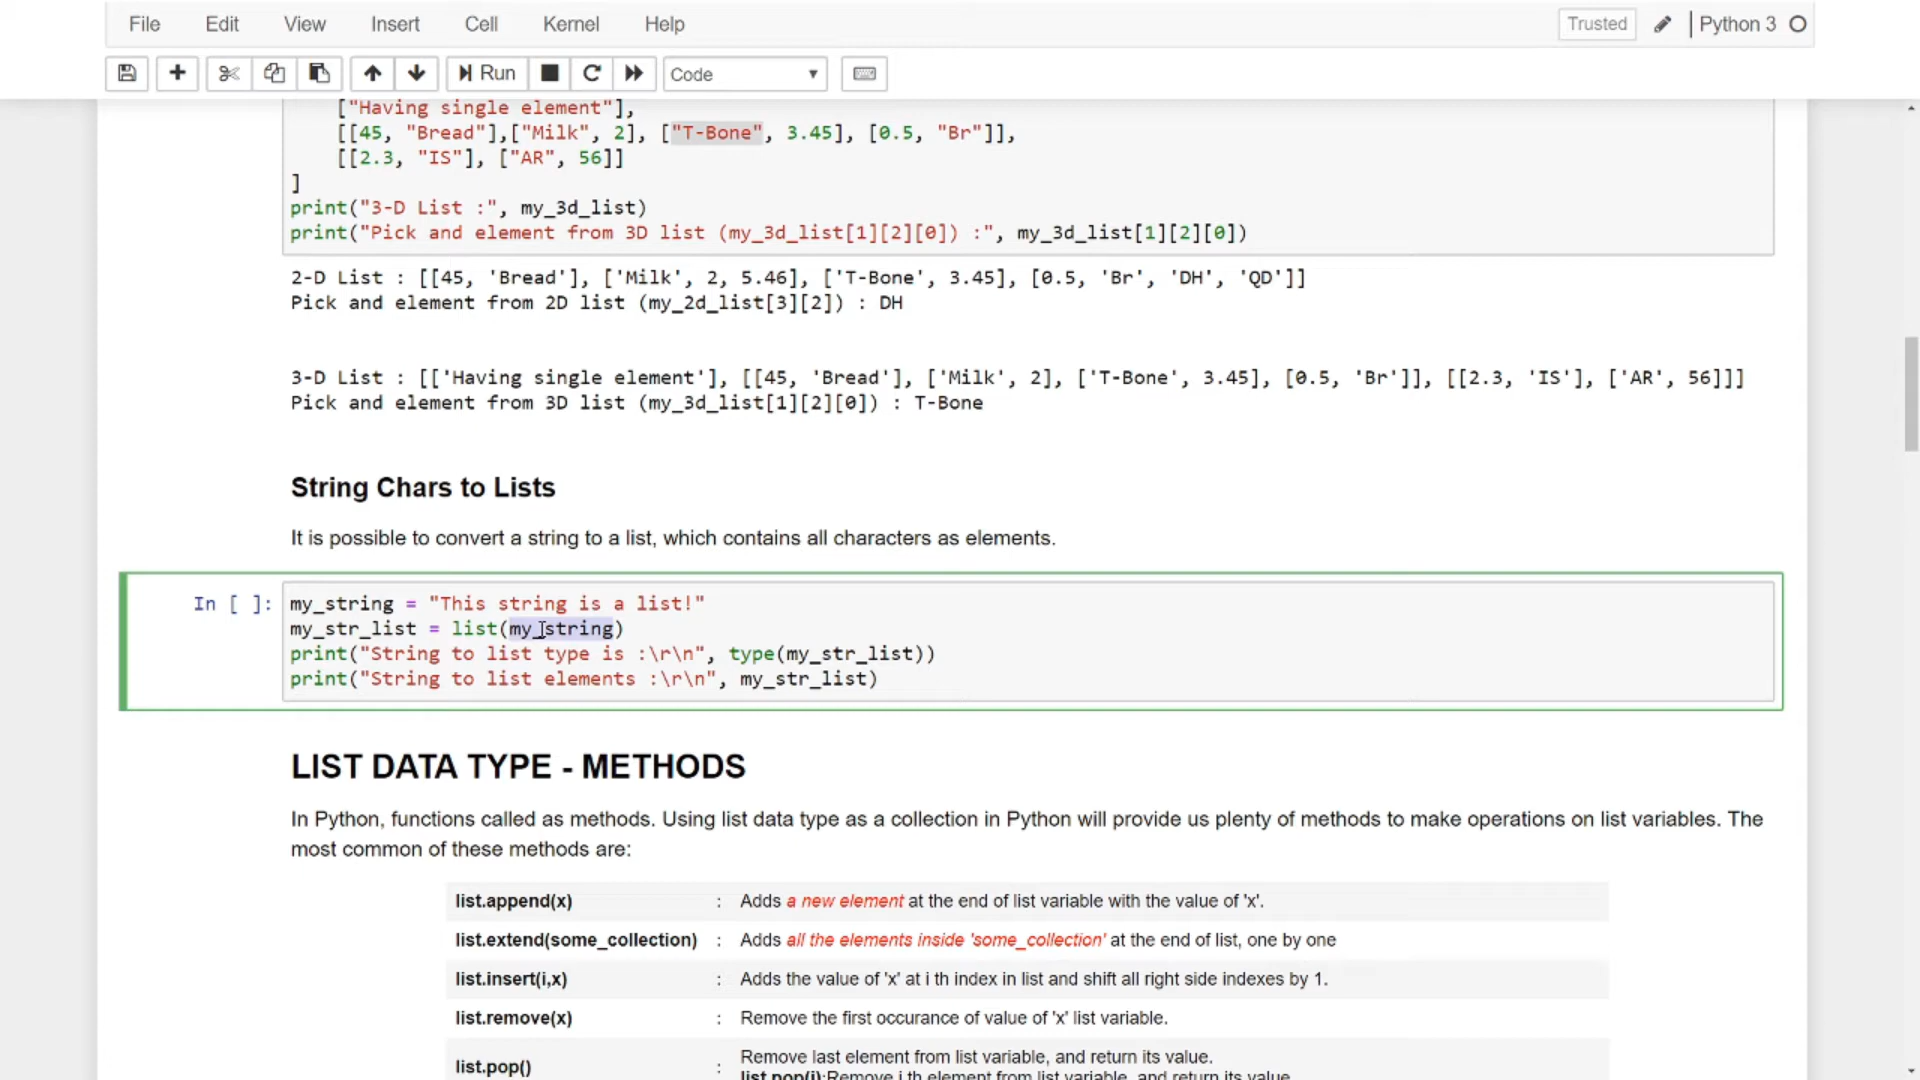 File Edit View Insert Cell Kernel Help Trusted Python 3
Run Code
["Having single element"],
[[45, "Bread"],["Milk", 2], ["T-Bone", 3.45], [0.5, "Br"]],
[[2.3, "IS"], ["AR", 56]]
]
print("3-D List :", my_3d_list)
print("Pick and element from 3D list (my_3d_list[1][2][0]) :", my_3d_list[1][2][0])
2-D List : [[45, 'Bread'], ['Milk', 2, 5.46], ['T-Bone', 3.45], [0.5, 'Br', 'DH', 'QD']]
Pick and element from 2D list (my_2d_list[3][2]) : DH
3-D List : [['Having single element'], [[45, 'Bread'], ['Milk', 2], ['T-Bone', 3.45], [0.5, 'Br']], [[2.3, 'IS'], ['AR', 56]]]
Pick and element from 3D list (my_3d_list[1][2][0]) : T-Bone
String Chars to Lists
It is possible to convert a string to a list, which contains all characters as elements.
In [ ]: my_string = "This string is a list!"
my_str_list = list(my_string)
print("String to list type is :\r\n", type(my_str_list))
print("String to list elements :\r\n", my_str_list)
LIST DATA TYPE - METHODS
In Python, functions called as methods. Using list data type as a collection in Python will provide us plenty of methods to make operations on list variables. The
most common of these methods are:
list.append(x) : Adds a new element at the end of list variable with the value of 'x'.
list.extend(some_collection) : Adds all the elements inside 'some_collection' at the end of list, one by one
list.insert(i,x) : Adds the value of 'x' at i th index in list and shift all right side indexes by 1.
list.remove(x) : Remove the first occurance of value of 'x' list variable.
list.pop() : Remove last element from list variable, and return its value.
list.pop(i):Remove i th element from list variable, and return its value